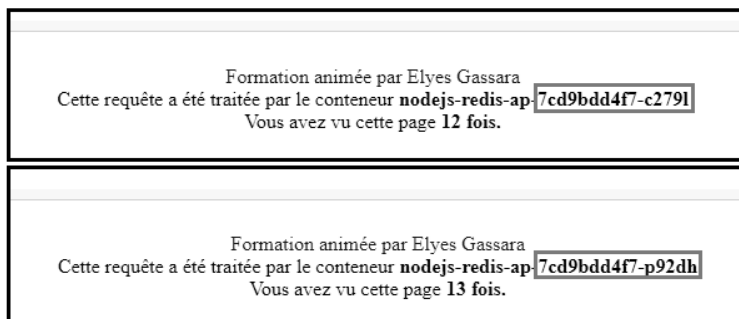 Formation animée par Elyes Gassara
Cette requête a été traitée par le conteneur nodejs-redis-ap-7cd9bdd4f7-c279l
Vous avez vu cette page 12 fois.
Formation animée par Elyes Gassara
Cette requête a été traitée par le conteneur nodejs-redis-ap-7cd9bdd4f7-p92dh
Vous avez vu cette page 13 fois.